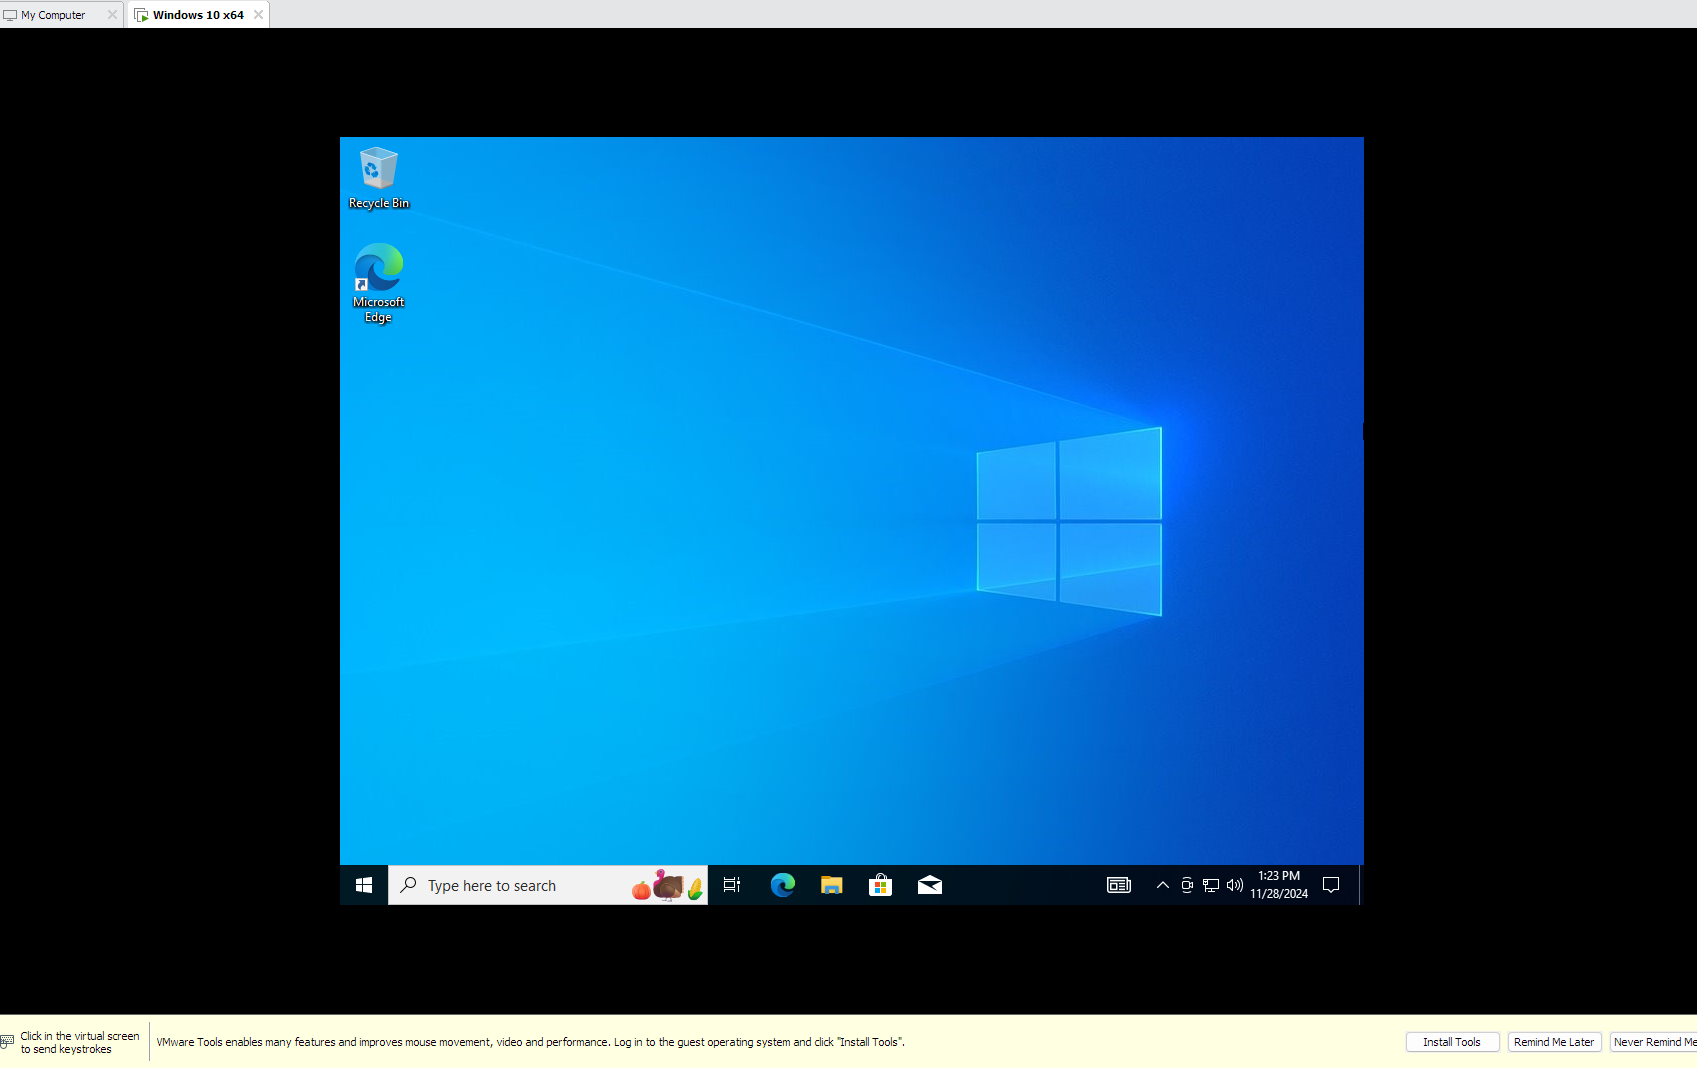 My Computer
Windows 10 x64
Recycle Bin
Microsoft
Edge
Type here to search
1:23 PM
11/28/2024
Click in the virtual screen
to send keystrokes
VMware Tools enables many features and improves mouse movement, video and performance. Log in to the guest operating system and click "Install Tools".
Install Tools
Remind Me Later
Never Remind Me